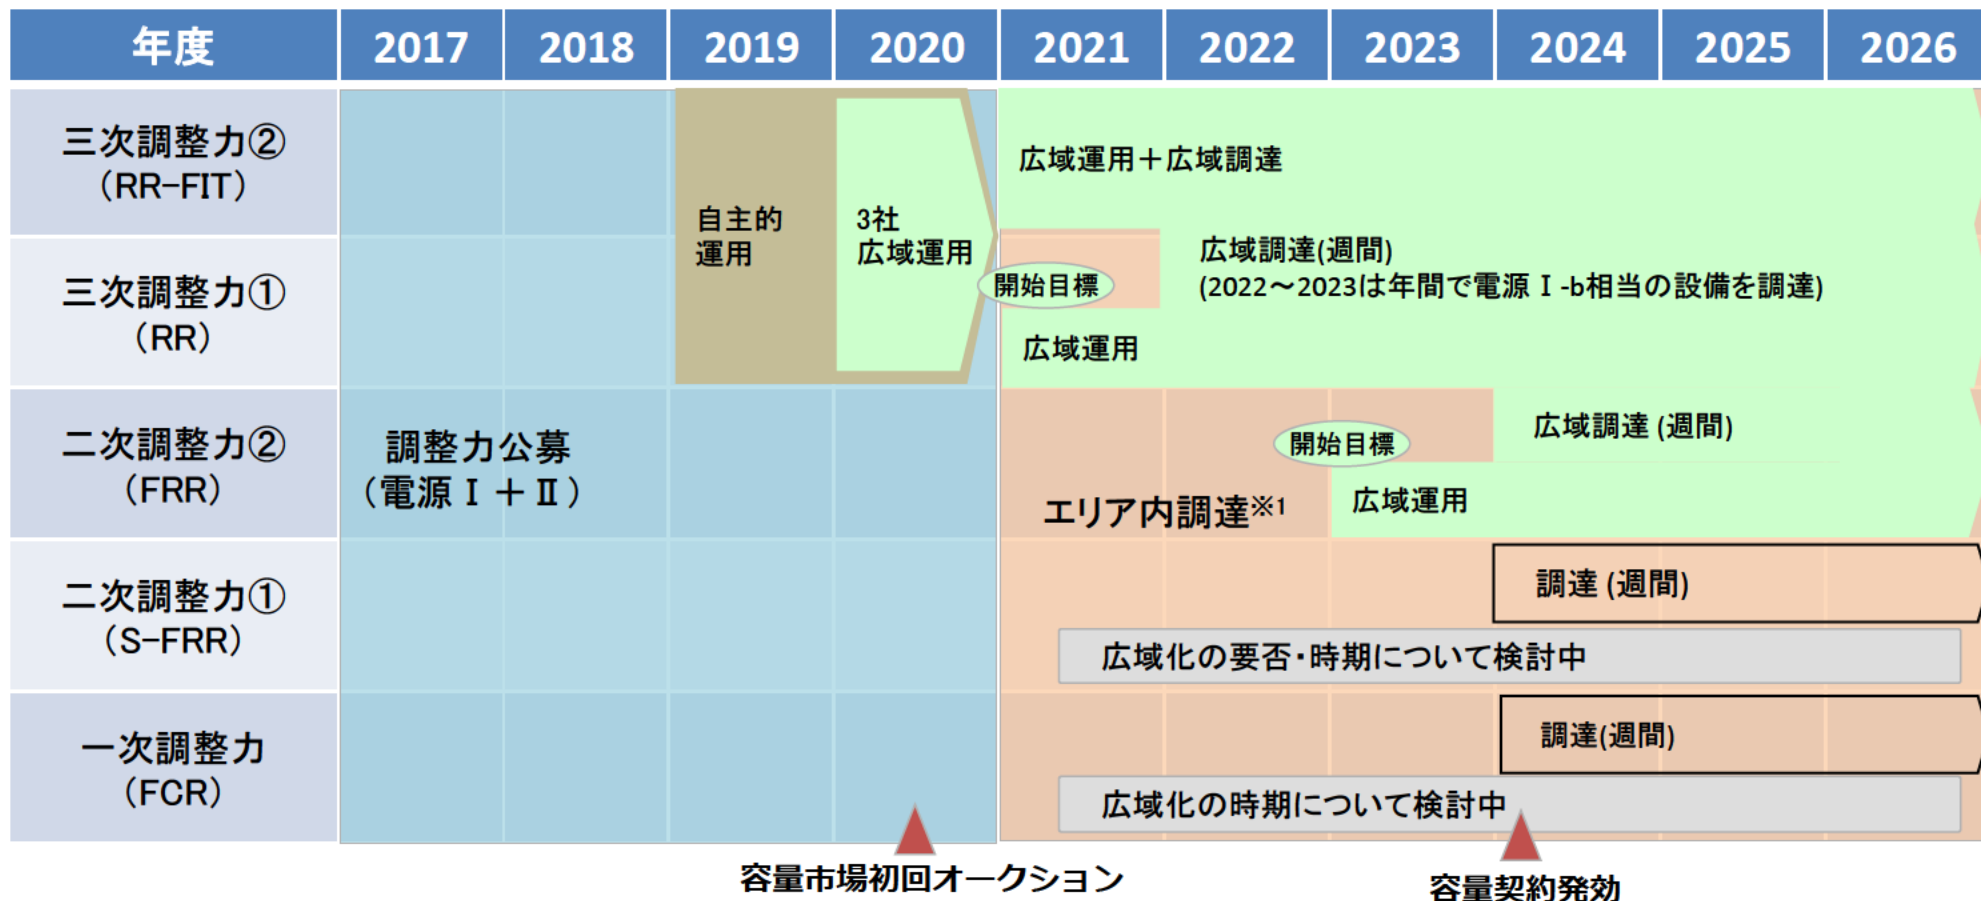 年度 2017 2018 2019 2020 2021 2022 2023 2024 2025 2026
三次調整力②
（RR-FIT）
広域運用＋広域調達
自主的
運用
3社
広域運用
三次調整力①
（RR）
開始目標
広域調達(週間)
(2022～2023は年間で電源Ⅰ-b相当の設備を調達)
広域運用
二次調整力②
（FRR）
調整力公募
（電源Ⅰ＋Ⅱ）
エリア内調達※1
開始目標
広域調達 (週間)
広域運用
二次調整力①
（S-FRR）
調達 (週間)
広域化の要否・時期について検討中
一次調整力
（FCR）
調達(週間)
広域化の時期について検討中
容量市場初回オークション
容量契約発効